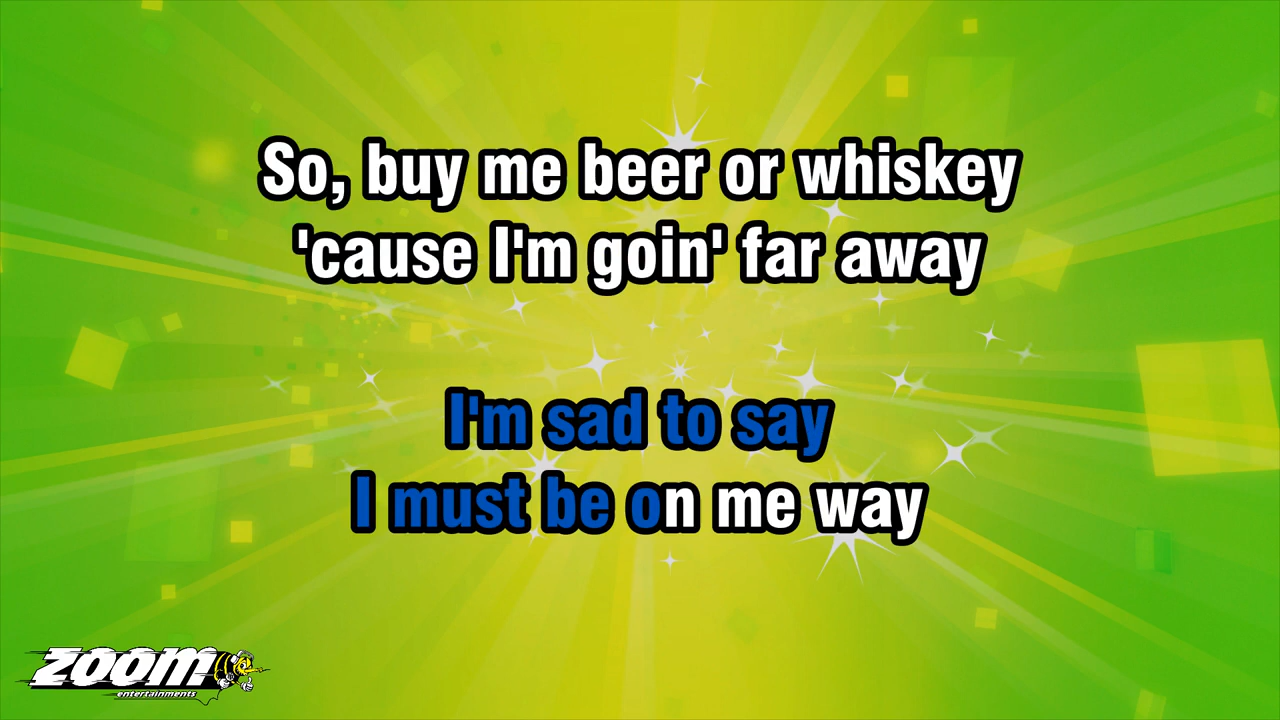 So, buy me beer or whiskey
'cause I'm goin' far away
I'm sad to say
I must be on me way
ZOOM
entertainments